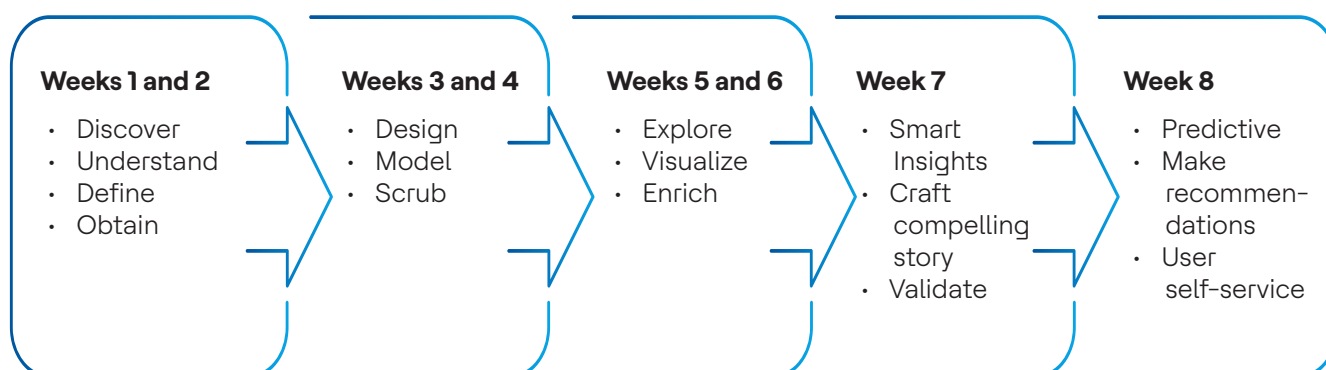 Weeks 1 and 2
• Discover
• Understand
• Define
• Obtain
Weeks 3 and 4
• Design
• Model
• Scrub
Weeks 5 and 6
• Explore
• Visualize
• Enrich
Week 7
• Smart
Insights
• Craft
compelling
story
• Validate
Week 8
• Predictive
• Make
recommen-
dations
• User
self-service